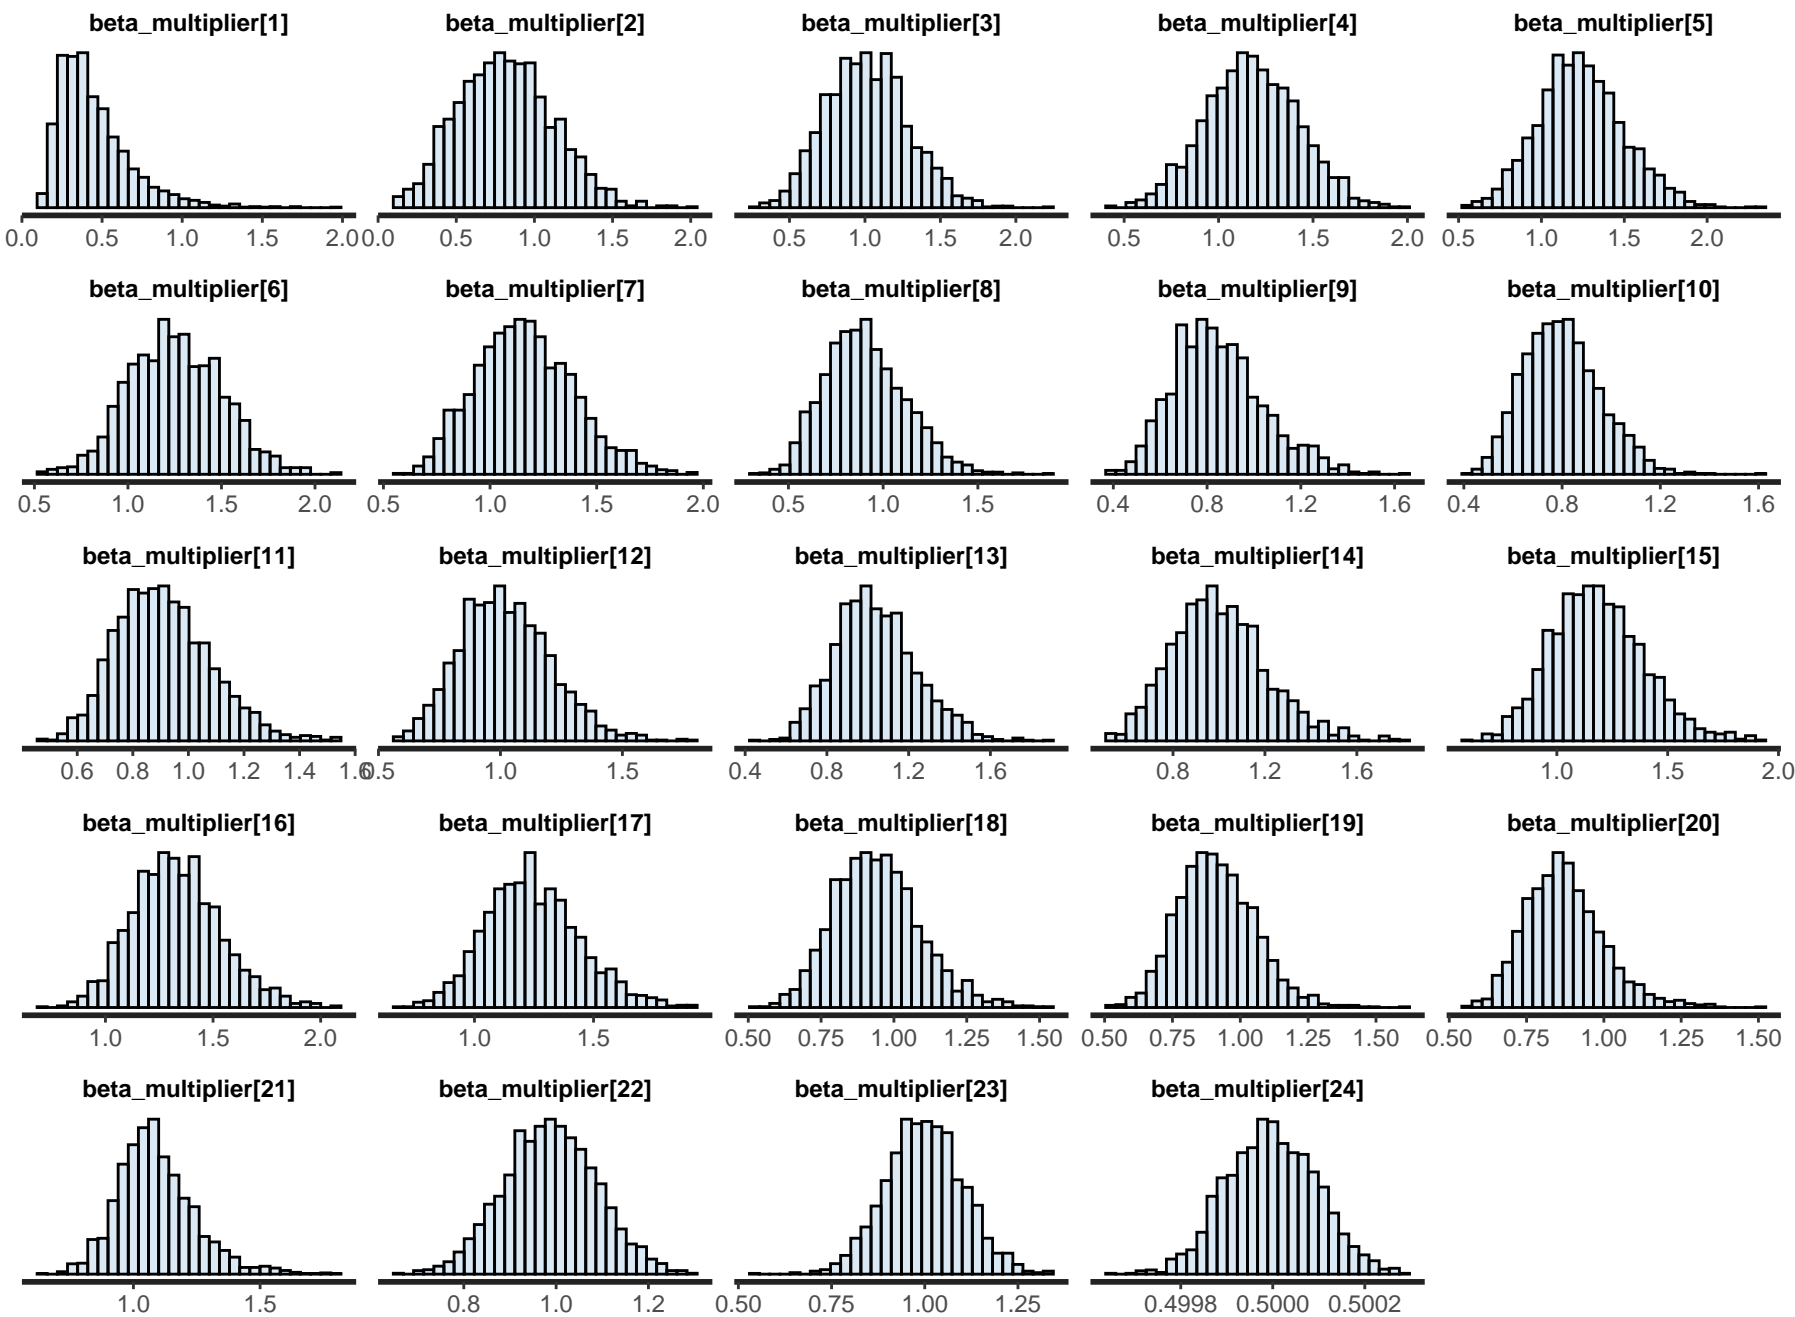 beta_multiplier[1] beta_multiplier[2] beta_multiplier[3] beta_multiplier[4] beta_multiplier[5]
0.0 0.5 1.0 1.5 2.0 0.0 0.5 1.0 1.5 2.0 0.5 1.0 1.5 2.0 0.5 1.0 1.5 2.0 0.5 1.0 1.5 2.0
beta_multiplier[6] beta_multiplier[7] beta_multiplier[8] beta_multiplier[9] beta_multiplier[10]
0.5 1.0 1.5 2.0 0.5 1.0 1.5 2.0 0.5 1.0 1.5 0.4 0.8 1.2 1.6 0.4 0.8 1.2 1.6
beta_multiplier[11] beta_multiplier[12] beta_multiplier[13] beta_multiplier[14] beta_multiplier[15]
0.6 0.8 1.0 1.2 1.4 1.6 0.5 1.0 1.5 0.4 0.8 1.2 1.6 0.8 1.2 1.6 1.0 1.5 2.0
beta_multiplier[16] beta_multiplier[17] beta_multiplier[18] beta_multiplier[19] beta_multiplier[20]
1.0 1.5 2.0 1.0 1.5 0.50 0.75 1.00 1.25 1.50 0.50 0.75 1.00 1.25 1.50 0.50 0.75 1.00 1.25 1.50
beta_multiplier[21] beta_multiplier[22] beta_multiplier[23] beta_multiplier[24]
1.0 1.5 0.8 1.0 1.2 0.50 0.75 1.00 1.25 0.4998 0.5000 0.5002